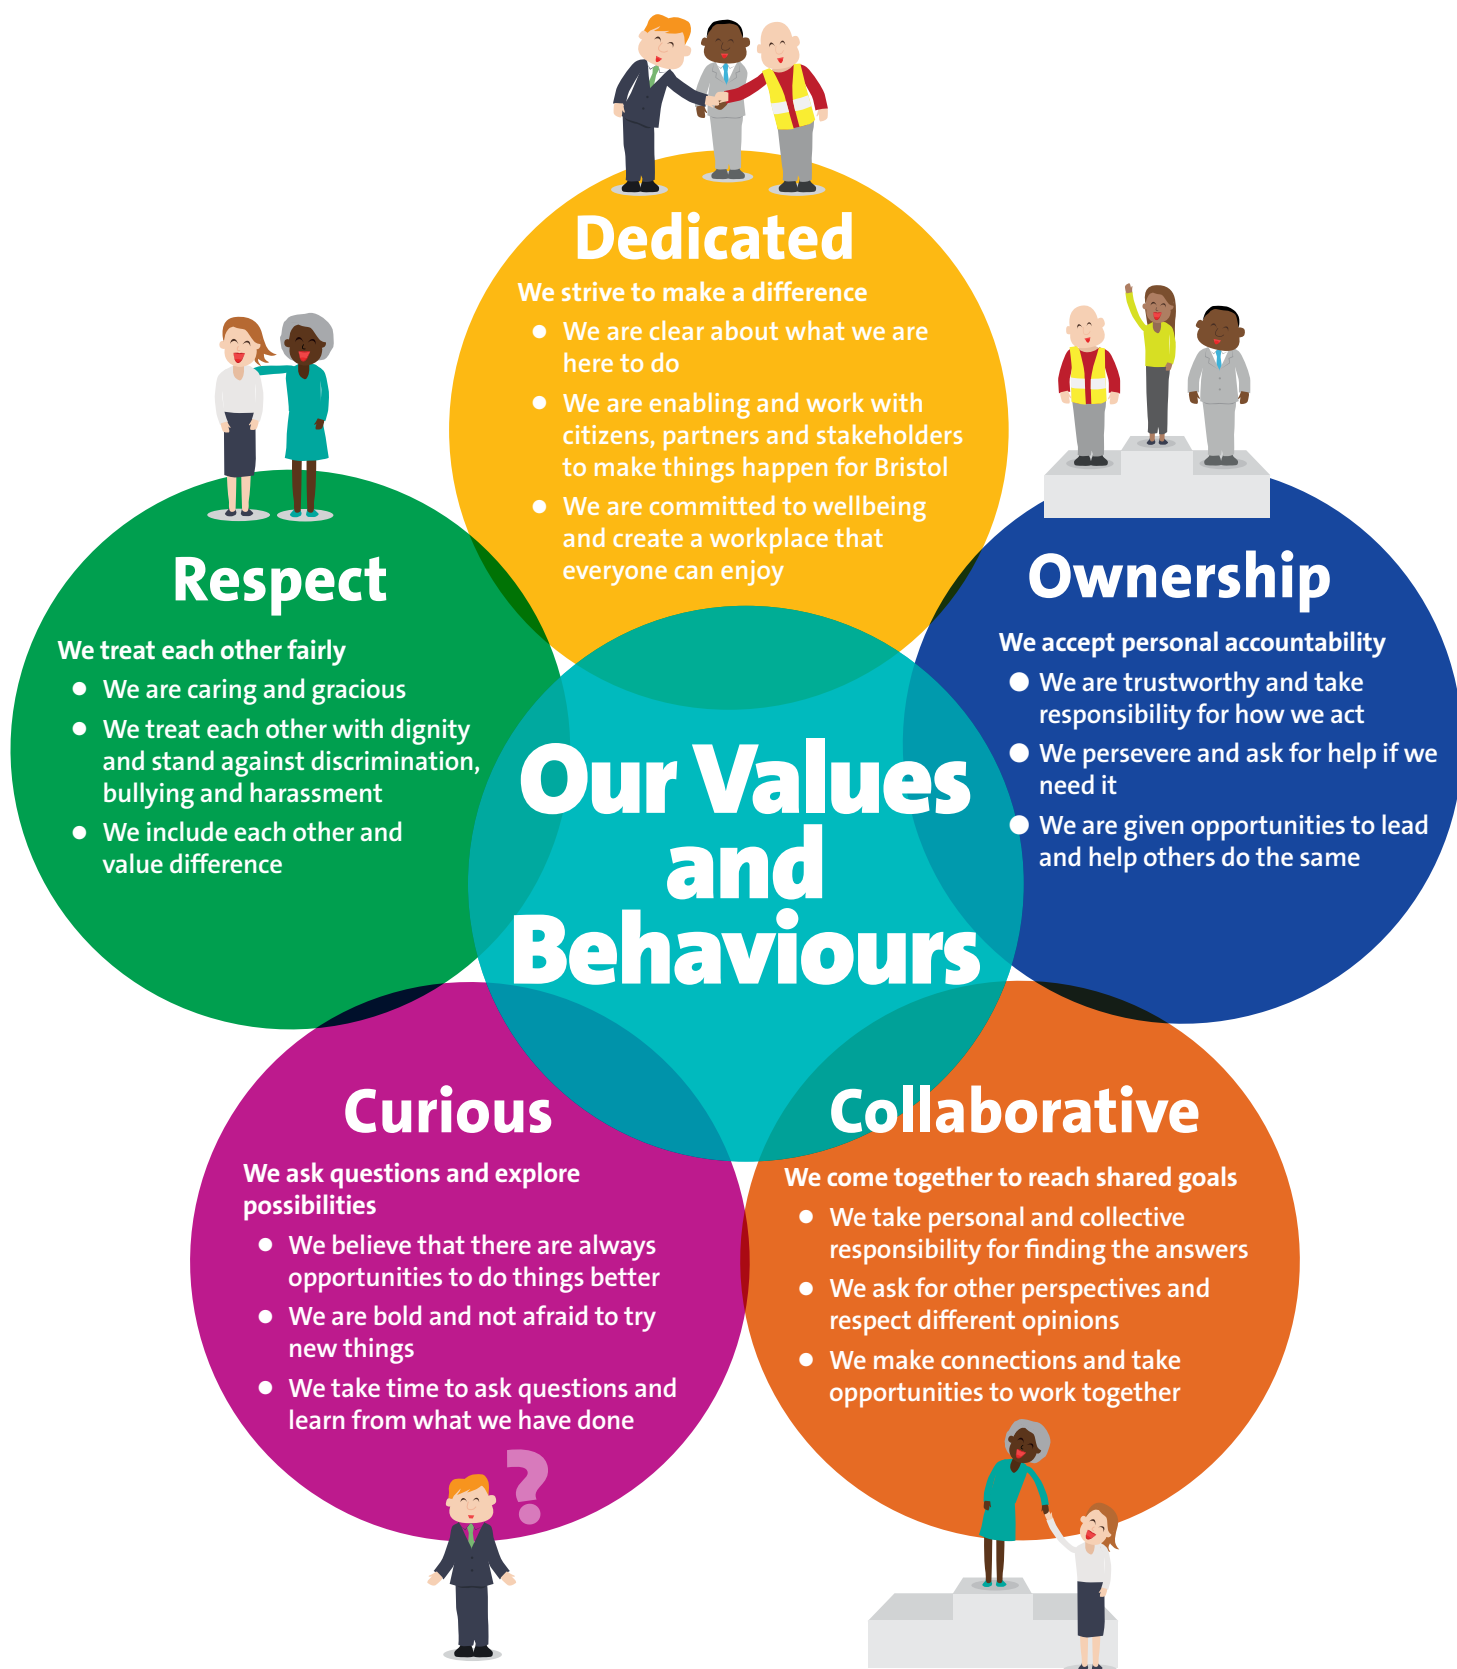 Dedicated
We strive to make a difference
● We are clear about what we are
here to do
● We are enabling and work with
citizens, partners and stakeholders
to make things happen for Bristol
● We are committed to wellbeing
and create a workplace that
everyone can enjoy
Respect
We treat each other fairly
● We are caring and gracious
● We treat each other with dignity
and stand against discrimination,
bullying and harassment
● We include each other and
value difference
Ownership
We accept personal accountability
● We are trustworthy and take
responsibility for how we act
● We persevere and ask for help if we
need it
● We are given opportunities to lead
and help others do the same
Our Values
and
Behaviours
Curious
We ask questions and explore
possibilities
● We believe that there are always
opportunities to do things better
● We are bold and not afraid to try
new things
● We take time to ask questions and
learn from what we have done
?
Collaborative
We come together to reach shared goals
● We take personal and collective
responsibility for finding the answers
● We ask for other perspectives and
respect different opinions
● We make connections and take
opportunities to work together